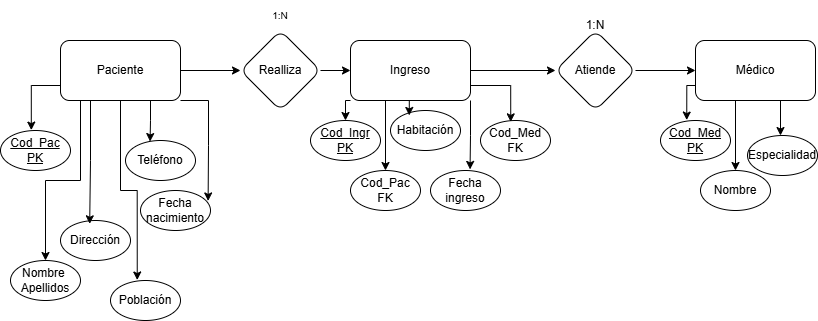 1:N
1:N
Paciente
Realliza
Ingreso
Atiende
Médico
Cod_Pac
PK
Teléfono
Fecha
nacimiento
Dirección
Nombre
Apellidos
Población
Cod_Ingr
PK
Habitación
Cod_Med
FK
Cod_Pac
FK
Fecha
ingreso
Cod_Med
PK
Especialidad
Nombre